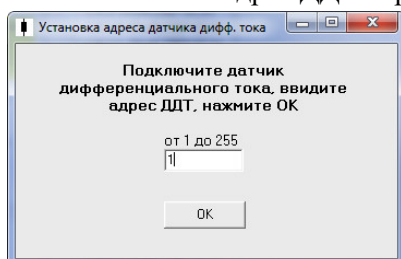 Установка адреса датчика дифф. тока
Подключите датчик
дифференциального тока, ввидите
адрес ДДТ, нажмите ОК
от 1 до 255
1
OK